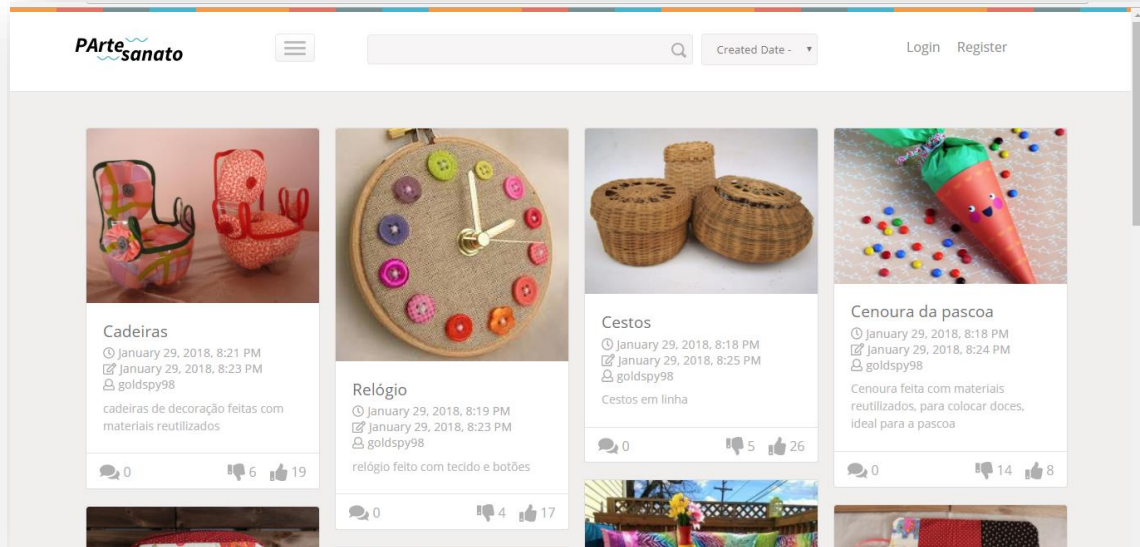 PArte
sanato
Created Date -
Login Register
Cadeiras
January 29, 2018, 8:21 PM
January 29, 2018, 8:23 PM
goldspy98
cadeiras de decoração feitas com
materiais reutilizados
0 6 19
Relógio
January 29, 2018, 8:19 PM
January 29, 2018, 8:23 PM
goldspy98
relógio feito com tecido e botões
0 4 17
Cestos
January 29, 2018, 8:18 PM
January 29, 2018, 8:25 PM
goldspy98
Cestos em linha
0 5 26
Cenoura da pascoa
January 29, 2018, 8:18 PM
January 29, 2018, 8:24 PM
goldspy98
Cenoura feita com materiais
reutilizados, para colocar doces,
ideal para a pascoa
0 14 8